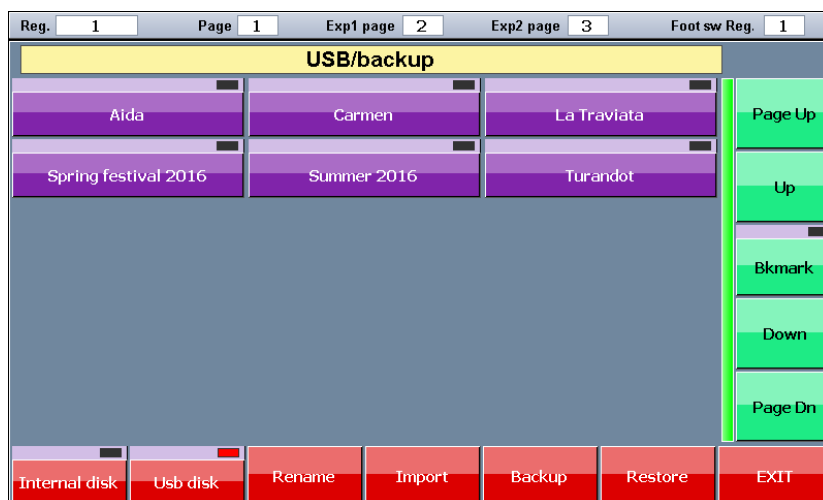 Reg. 1 Page 1 Exp1 page 2 Exp2 page 3 Foot sw Reg. 1
USB/backup
Aida Carmen La Traviata
Page Up
Spring festival 2016 Summer 2016 Turandot
Up
Bkmark
Down
Page Dn
Internal disk Usb disk Rename Import Backup Restore EXIT